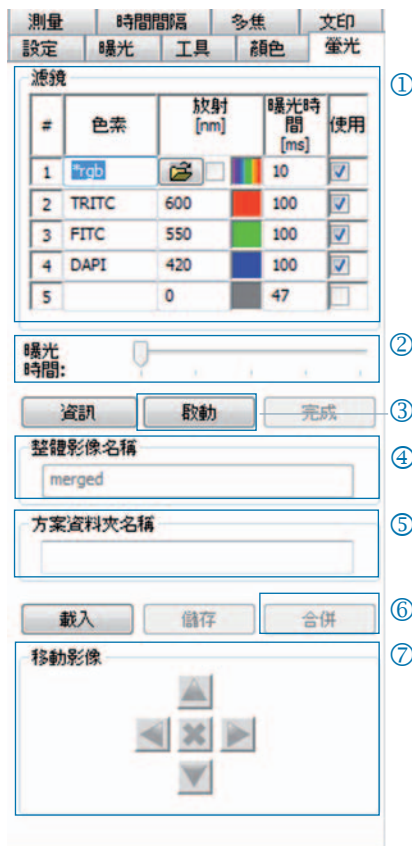 測量 時間間隔 多焦 文印
設定 曝光 工具 顏色 螢光
濾鏡 ①
# 色素 放射 [nm] 曝光時間 [ms] 使用
1 *rgb 10
2 TRITC 600 100
3 FITC 550 100
4 DAPI 420 100
5 0 47
曝光 ②
時間:
資訊 啟動 完成 ③
整體影像名稱 ④
merged
方案資料夾名稱 ⑤
載入 儲存 合併 ⑥
移動影像 ⑦